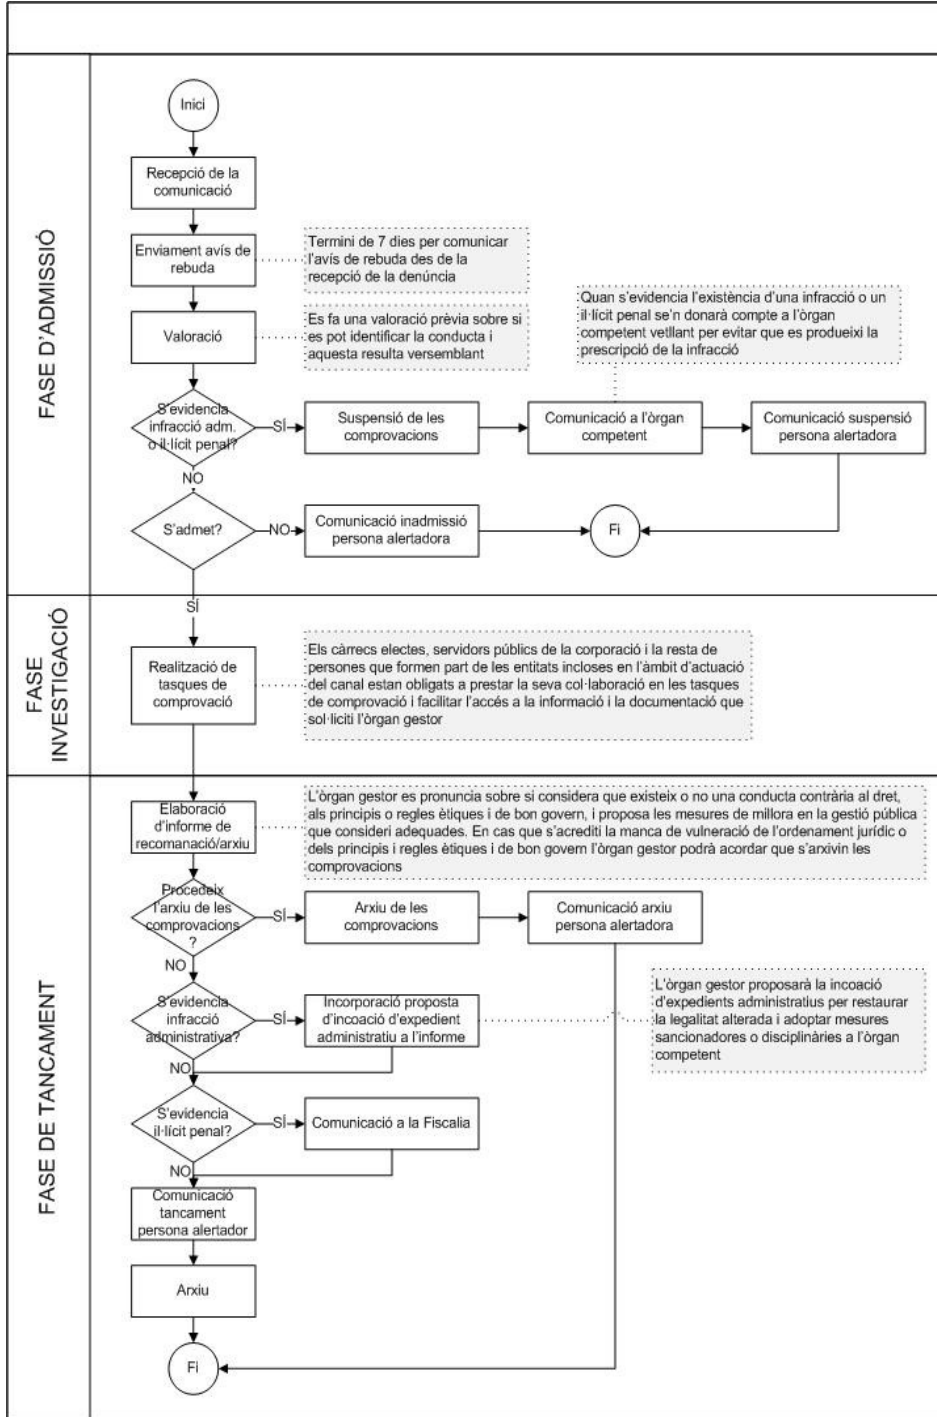 FASE D'ADMISSIÓ
Inici
Recepció de la
comunicació
Enviament avís de
rebuda
Termini de 7 dies per comunicar
l'avís de rebuda des de la
recepció de la denúncia
Valoració
Es fa una valoració prèvia sobre si
es pot identificar la conducta i
aquesta resulta versemblant
Quan s'evidencia l'existència d'una infracció o un
il·lícit penal se'n donarà compte a l'òrgan
competent vetllant per evitar que es produeixi la
prescripció de la infracció
S'evidencia
infracció adm.
o il·lícit penal?
SÍ
Suspensió de les
comprovacions
Comunicació a l'òrgan
competent
Comunicació suspensió
persona alertadora
NO
S'admet?
NO
Comunicació inadmissió
persona alertadora
Fi
SÍ
FASE
INVESTIGACIÓ
Realització de
tasques de
comprovació
Els càrrecs electes, servidors públics de la corporació i la resta de
persones que formen part de les entitats incloses en l'àmbit d'actuació
del canal estan obligats a prestar la seva col·laboració en les tasques
de comprovació i facilitar l'accés a la informació i la documentació que
sol·liciti l'òrgan gestor
FASE DE TANCAMENT
Elaboració
d'informe de
recomanació/arxiu
L'òrgan gestor es pronuncia sobre si considera que existeix o no una conducta contrària al dret,
als principis o regles ètiques i de bon govern, i proposa les mesures de millora en la gestió pública
que consideri adequades. En cas que s'acrediti la manca de vulneració de l'ordenament jurídic o
dels principis i regles ètiques i de bon govern l'òrgan gestor podrà acordar que s'arxivin les
comprovacions
Procedeix
l'arxiu de les
comprovacions
?
SÍ
Arxiu de les
comprovacions
Comunicació arxiu
persona alertadora
NO
S'evidencia
infracció
administrativa?
SÍ
Incorporació proposta
d'incoació d'expedient
administratiu a l'informe
L'òrgan gestor proposarà la incoació
d'expedients administratius per restaurar
la legalitat alterada i adoptar mesures
sancionadores o disciplinàries a l'òrgan
competent
NO
S'evidencia
il·lícit penal?
SÍ
Comunicació a la Fiscalia
NO
Comunicació
tancament
persona alertador
Arxiu
Fi